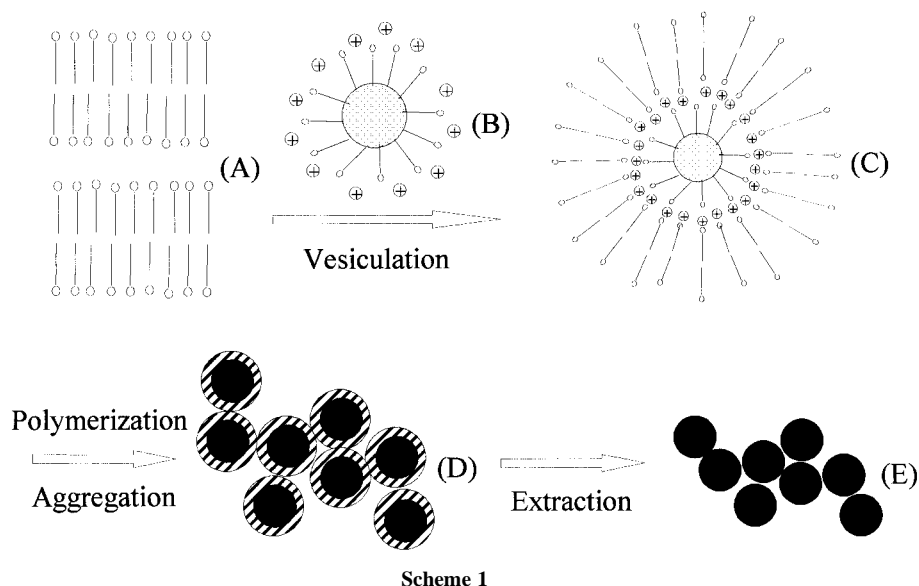 (A)
(B)
(C)
Vesiculation
Polymerization
Aggregation
(D)
Extraction
(E)
Scheme 1